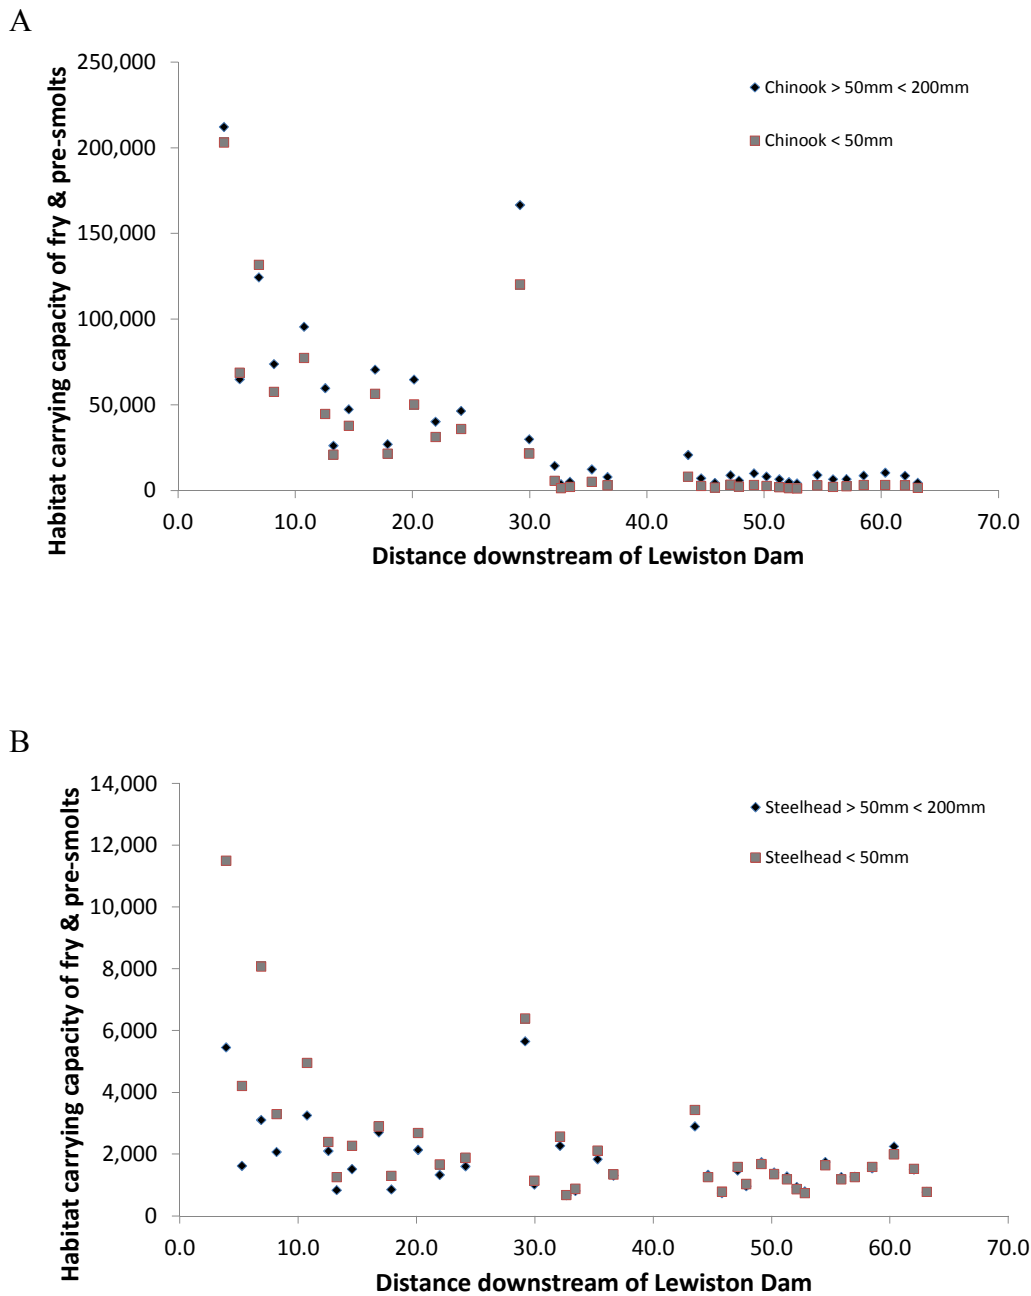 A
Habitat carrying capacity of fry & pre-smolts
250,000
200,000
150,000
100,000
50,000
0
Chinook > 50mm < 200mm
Chinook < 50mm
0.0 10.0 20.0 30.0 40.0 50.0 60.0 70.0
Distance downstream of Lewiston Dam
B
Habitat carrying capacity of fry & pre-smolts
14,000
12,000
10,000
8,000
6,000
4,000
2,000
0
Steelhead > 50mm < 200mm
Steelhead < 50mm
0.0 10.0 20.0 30.0 40.0 50.0 60.0 70.0
Distance downstream of Lewiston Dam